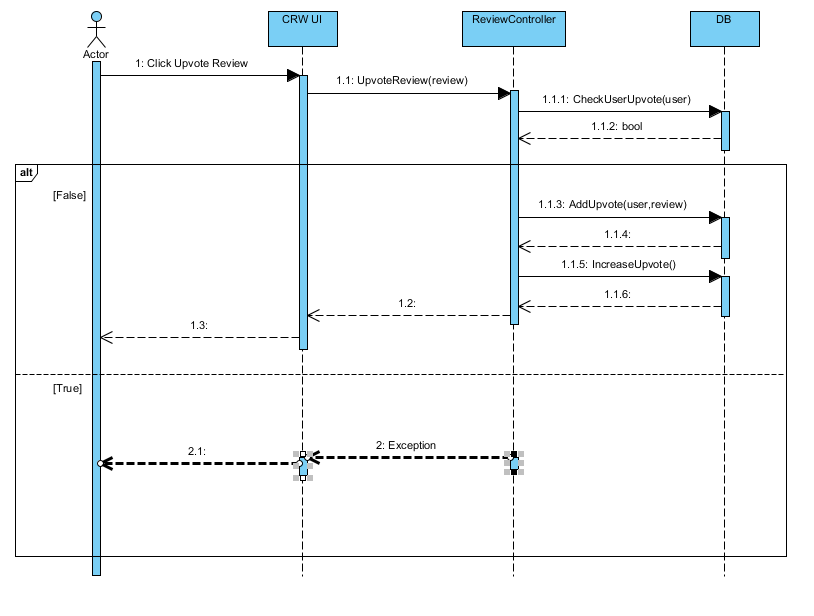 CRW UI
ReviewController
DB
Actor
1: Click Upvote Review
1.1: UpvoteReview(review)
1.1.1: CheckUserUpvote(user)
1.1.2: bool
alt
[False]
1.1.3: AddUpvote(user,review)
1.1.4:
1.1.5: IncreaseUpvote()
1.1.6:
1.2:
1.3:
[True]
2: Exception
2.1: